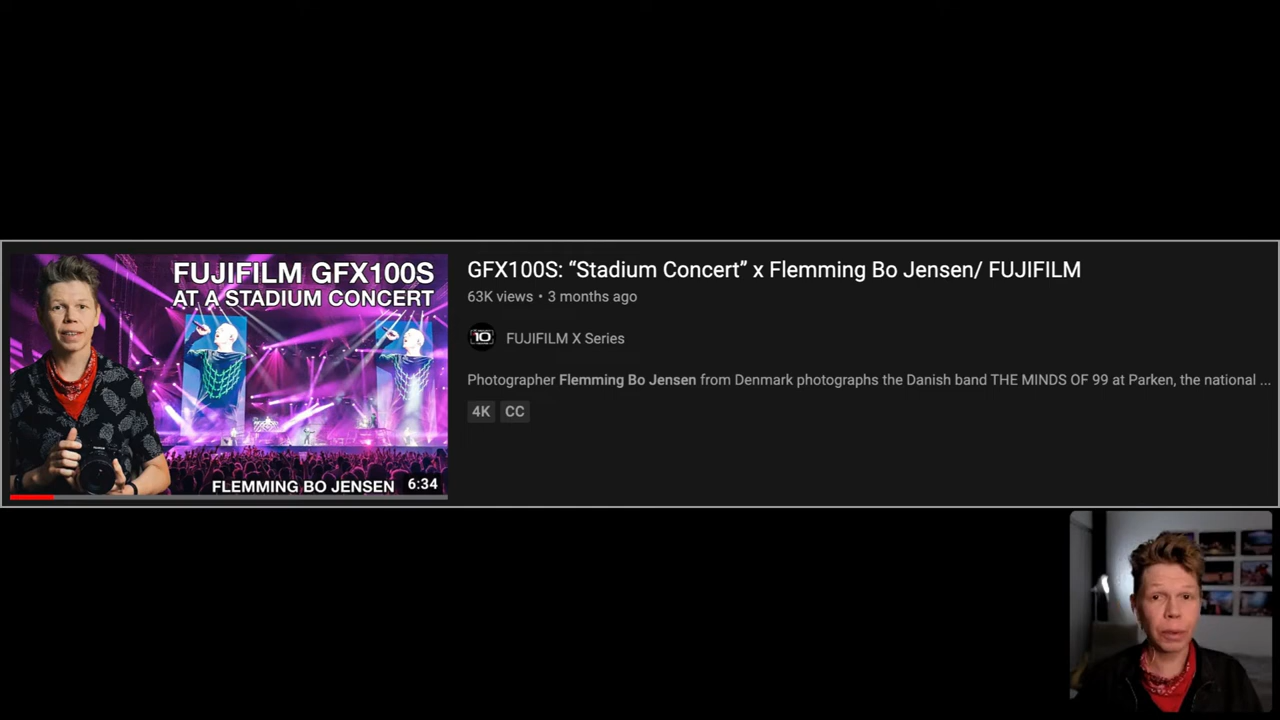 FUJIFILM GFX100S
AT A STADIUM CONCERT
FLEMMING BO JENSEN
6:34
GFX100S: “Stadium Concert” x Flemming Bo Jensen/ FUJIFILM
63K views • 3 months ago
10
FUJIFILM X Series
Photographer Flemming Bo Jensen from Denmark photographs the Danish band THE MINDS OF 99 at Parken, the national ...
4K CC